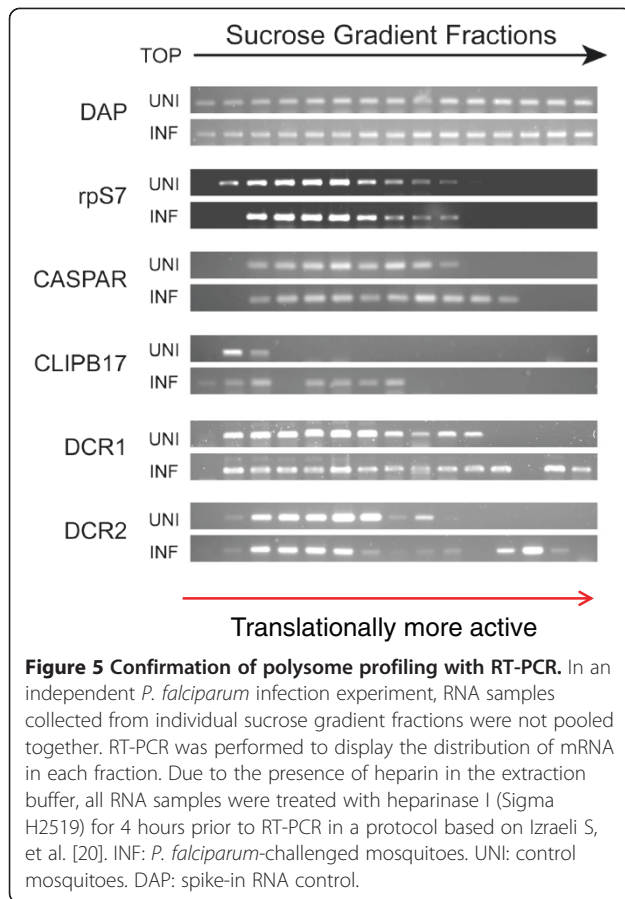 Sucrose Gradient Fractions
TOP
DAP
UNI
INF
rpS7
UNI
INF
CASPAR
UNI
INF
CLIPB17
UNI
INF
DCR1
UNI
INF
DCR2
UNI
INF
Translationally more active
Figure 5 Confirmation of polysome profiling with RT-PCR. In an
independent P. falciparum infection experiment, RNA samples
collected from individual sucrose gradient fractions were not pooled
together. RT-PCR was performed to display the distribution of mRNA
in each fraction. Due to the presence of heparin in the extraction
buffer, all RNA samples were treated with heparinase I (Sigma
H2519) for 4 hours prior to RT-PCR in a protocol based on Izraeli S,
et al. [20]. INF: P. falciparum-challenged mosquitoes. UNI: control
mosquitoes. DAP: spike-in RNA control.